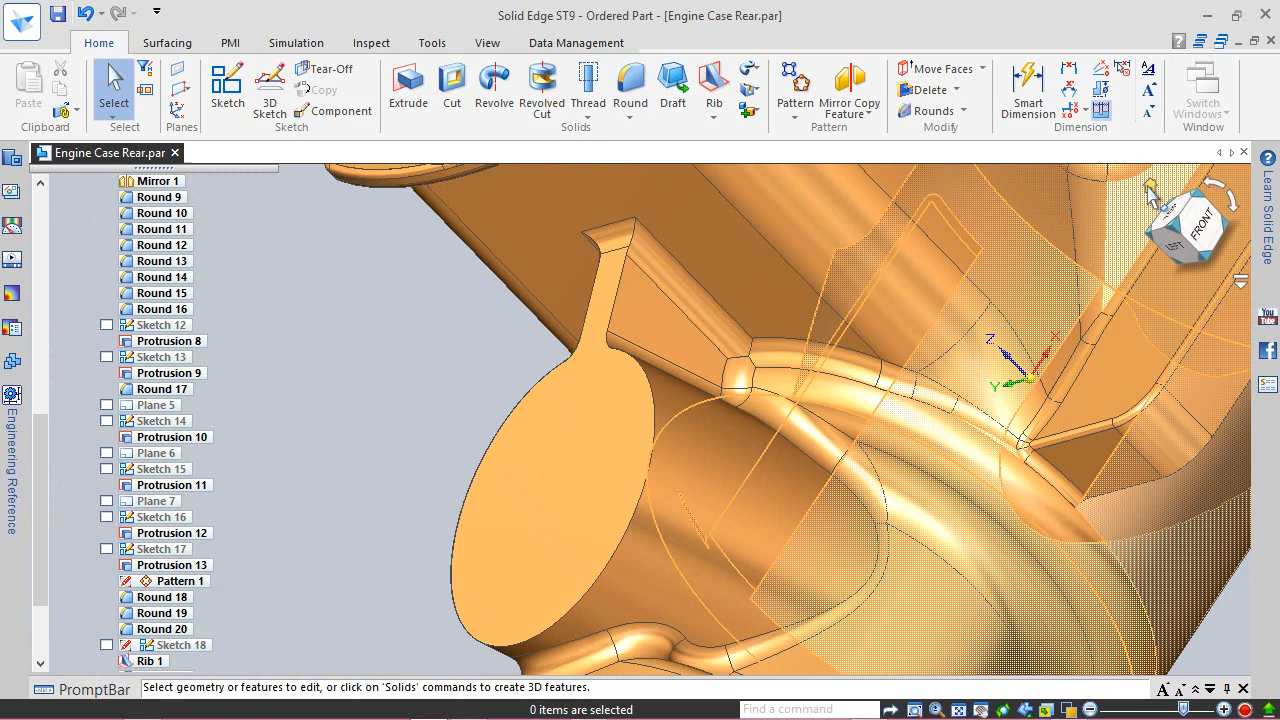 Solid Edge ST9 - Ordered Part - [Engine Case Rear.par]
Home Surfacing PMI Simulation Inspect Tools View Data Management
Paste
Clipboard
Select
Select
Planes
Sketch
3D Sketch
Tear-Off
Copy
Component
Sketch
Extrude Cut Revolve Revolved Cut Thread Round Draft Rib
Solids
Pattern Mirror Copy Feature
Pattern
Move Faces
Delete
Rounds
Modify
Smart Dimension
Dimension
Switch Windows
Window
Engine Case Rear.par
Mirror 1
Round 9
Round 10
Round 11
Round 12
Round 13
Round 14
Round 15
Round 16
Sketch 12
Protrusion 8
Sketch 13
Protrusion 9
Round 17
Plane 5
Sketch 14
Protrusion 10
Plane 6
Sketch 15
Protrusion 11
Plane 7
Sketch 16
Protrusion 12
Sketch 17
Protrusion 13
Pattern 1
Round 18
Round 19
Round 20
Sketch 18
Rib 1
Engineering Reference
FRONT
LEFT
Z
X
Y
Learn Solid Edge
You Tube
PromptBar
Select geometry or features to edit, or click on 'Solids' commands to create 3D features.
0 items are selected
Find a command